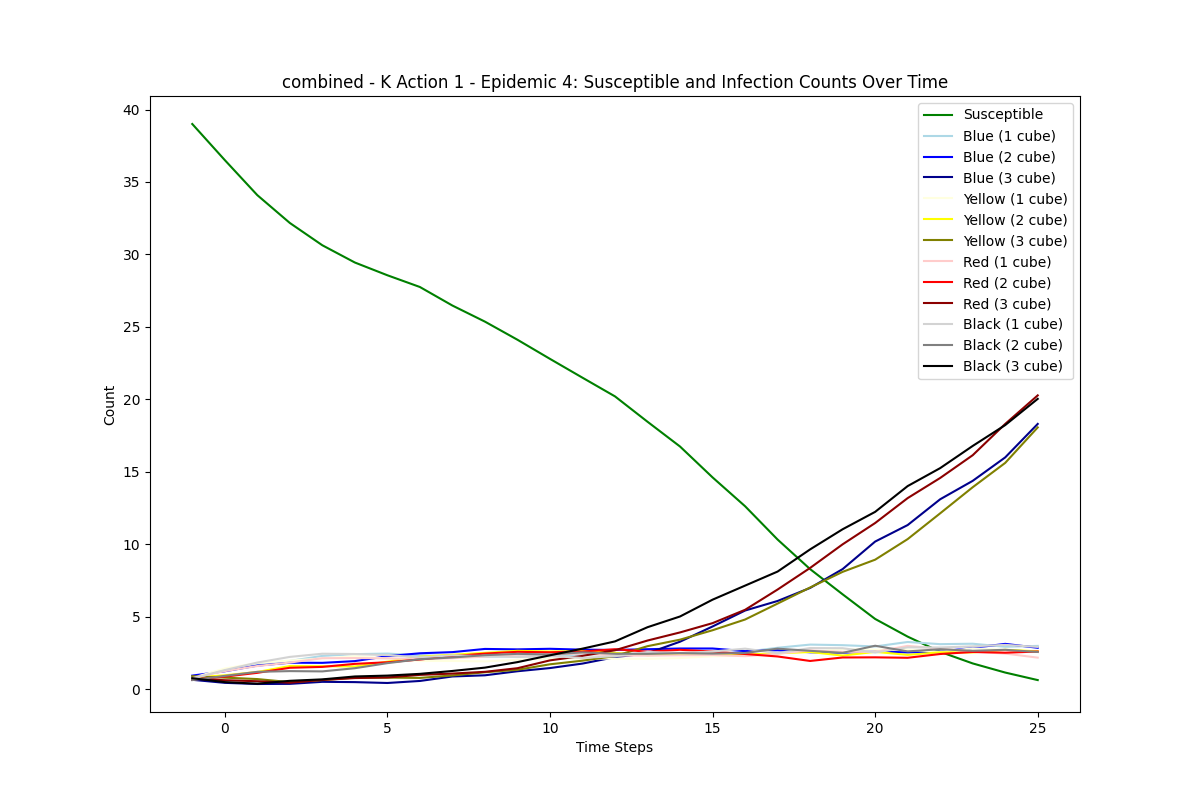 combined - K Action 1 - Epidemic 4: Susceptible and Infection Counts Over Time
Susceptible
Blue (1 cube)
Blue (2 cube)
Blue (3 cube)
Yellow (1 cube)
Yellow (2 cube)
Yellow (3 cube)
Red (1 cube)
Red (2 cube)
Red (3 cube)
Black (1 cube)
Black (2 cube)
Black (3 cube)
Count
40
35
30
25
20
15
10
5
0
0 5 10 15 20 25
Time Steps